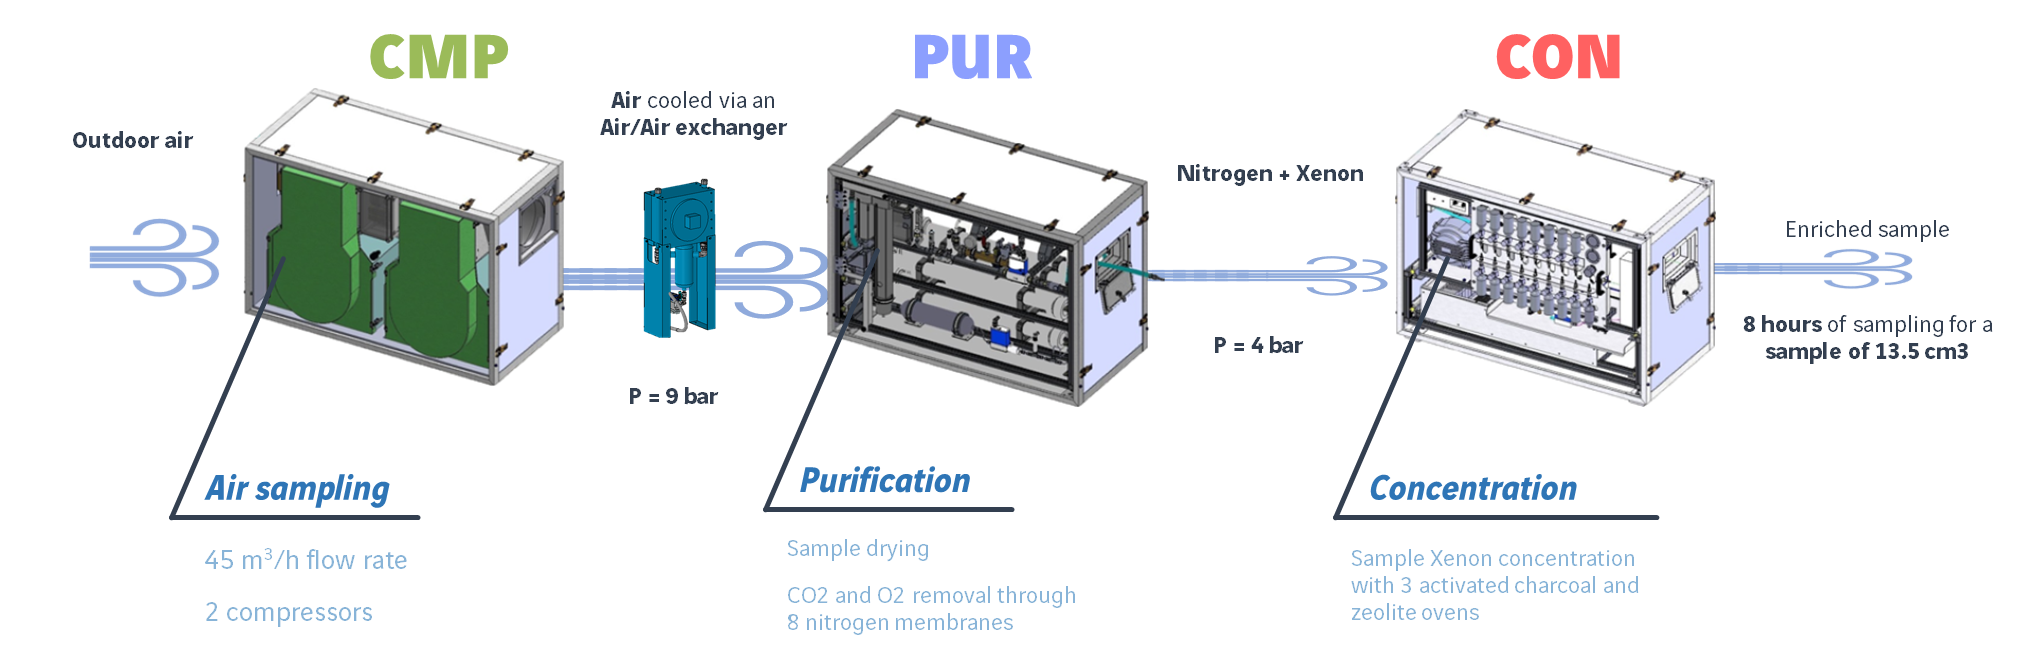 CMP
PUR
CON
Outdoor air
Air cooled via an
Air/Air exchanger
Nitrogen + Xenon
Enriched sample
P = 9 bar
P = 4 bar
8 hours of sampling for a
sample of 13.5 cm3
Air sampling
45 m³/h flow rate
2 compressors
Purification
Sample drying
CO2 and O2 removal through
8 nitrogen membranes
Concentration
Sample Xenon concentration
with 3 activated charcoal and
zeolite ovens